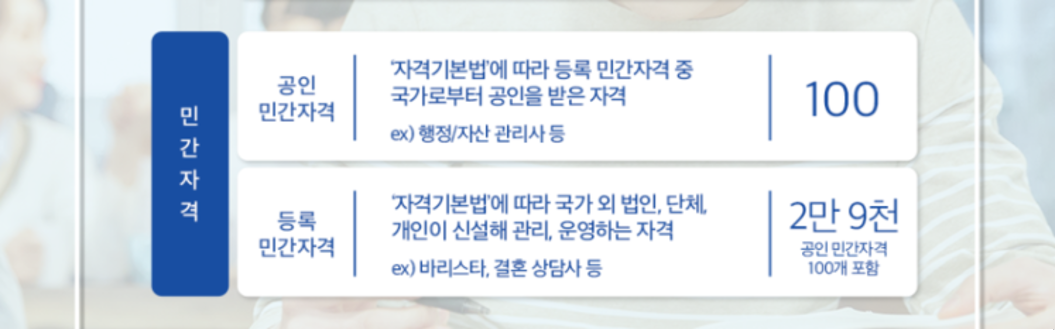 민간자격
공인
민간자격
'자격기본법'에 따라 등록 민간자격 중
국가로부터 공인을 받은 자격
ex) 행정/자산 관리사 등
100
등록
민간자격
'자격기본법'에 따라 국가 외 법인, 단체,
개인이 신설해 관리, 운영하는 자격
ex) 바리스타, 결혼 상담사 등
2만 9천
공인 민간자격
100개 포함